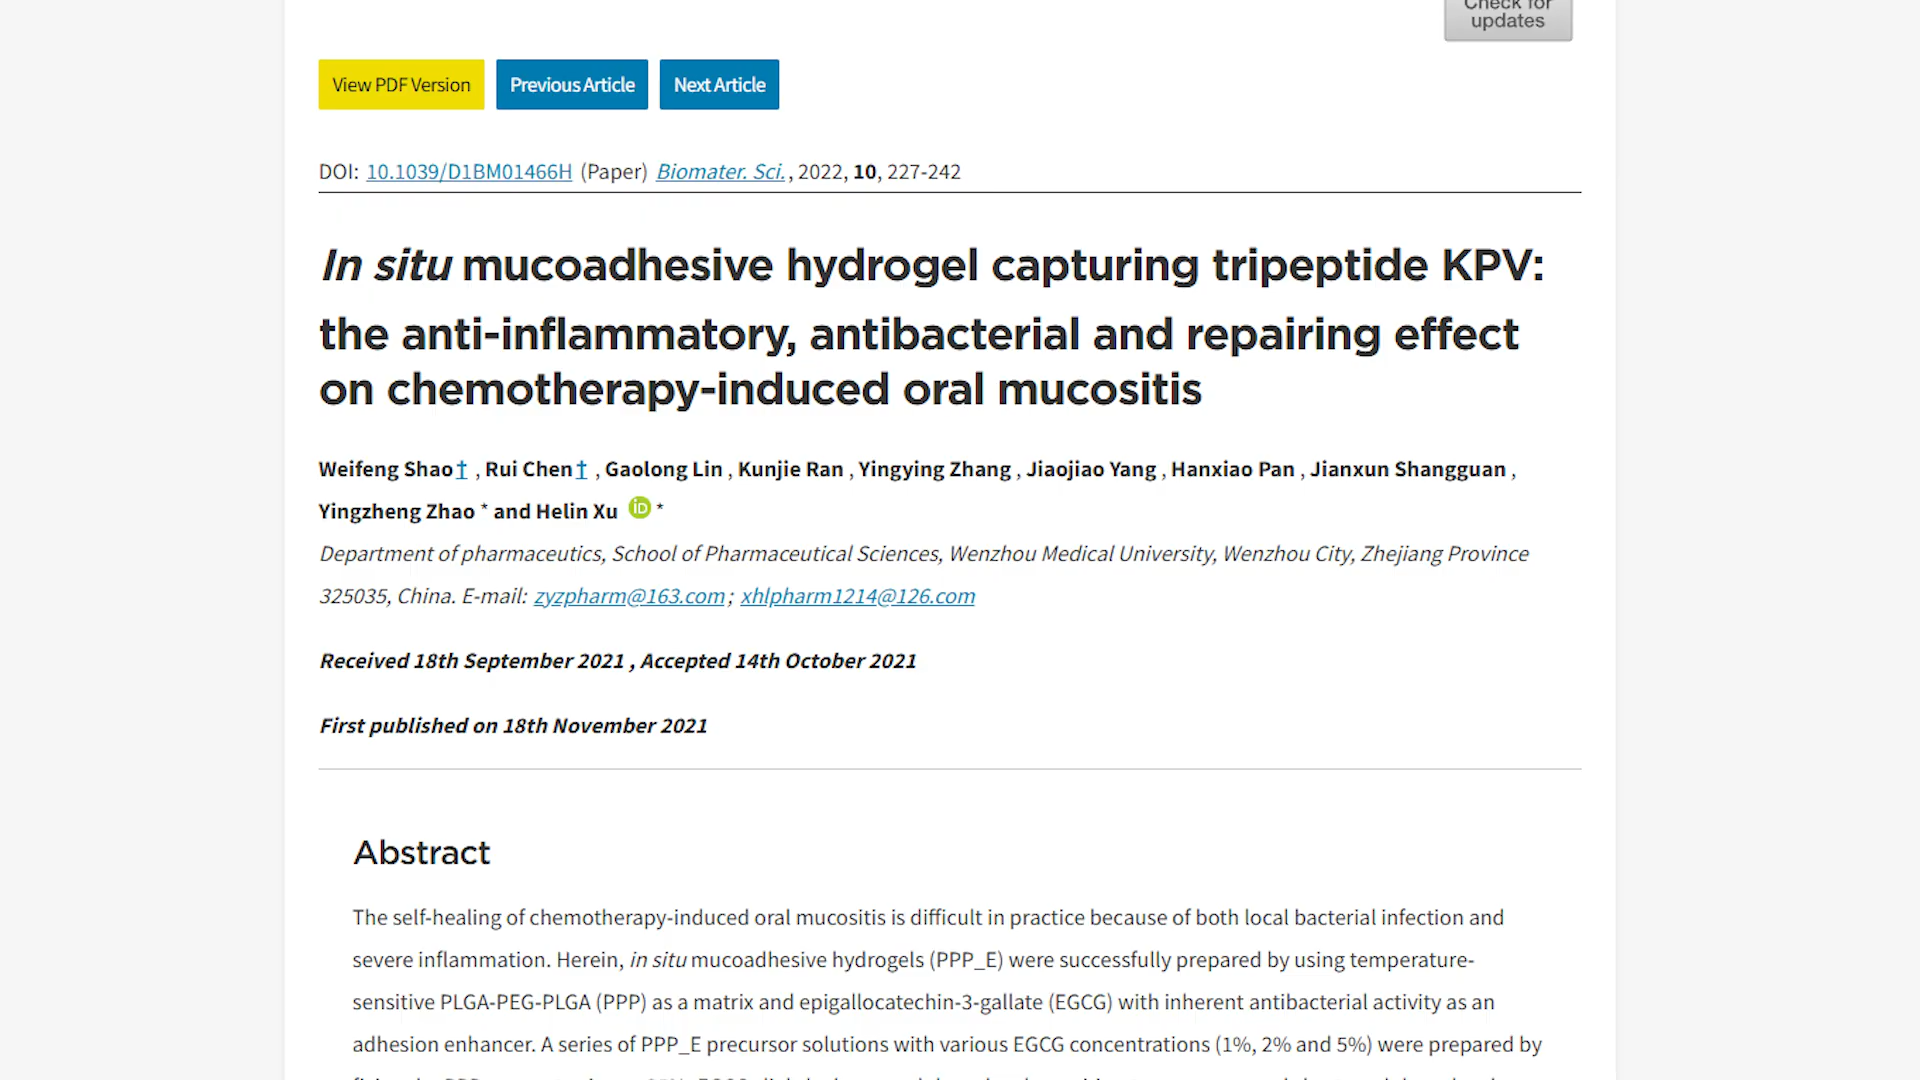 Check for
updates
View PDF Version
Previous Article
Next Article
DOI: 10.1039/D1BM01466H (Paper) Biomater. Sci., 2022, 10, 227-242
In situ mucoadhesive hydrogel capturing tripeptide KPV:
the anti-inflammatory, antibacterial and repairing effect
on chemotherapy-induced oral mucositis
Weifeng Shao† , Rui Chen† , Gaolong Lin , Kunjie Ran , Yingying Zhang , Jiaojiao Yang , Hanxiao Pan , Jianxun Shangguan ,
Yingzheng Zhao * and Helin Xu iD *
Department of pharmaceutics, School of Pharmaceutical Sciences, Wenzhou Medical University, Wenzhou City, Zhejiang Province
325035, China. E-mail: zyzpharm@163.com; xhlpharm1214@126.com
Received 18th September 2021 , Accepted 14th October 2021
First published on 18th November 2021
Abstract
The self-healing of chemotherapy-induced oral mucositis is difficult in practice because of both local bacterial infection and
severe inflammation. Herein, in situ mucoadhesive hydrogels (PPP_E) were successfully prepared by using temperature-
sensitive PLGA-PEG-PLGA (PPP) as a matrix and epigallocatechin-3-gallate (EGCG) with inherent antibacterial activity as an
adhesion enhancer. A series of PPP_E precursor solutions with various EGCG concentrations (1%, 2% and 5%) were prepared by